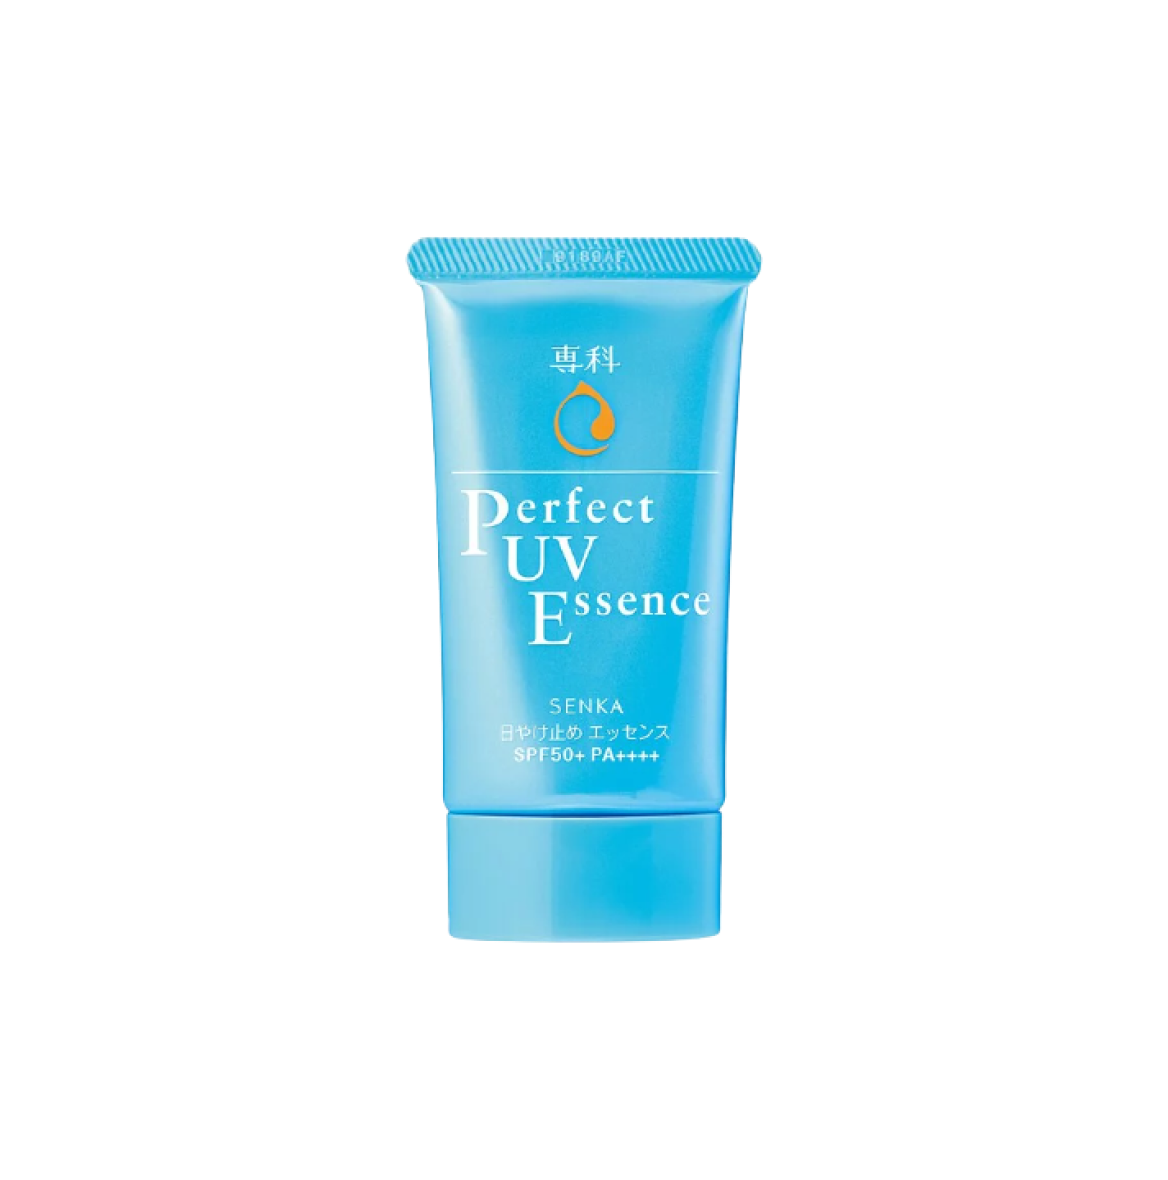 専科
Perfect
UV
Essence
SENKA
日やけ止め エッセンス
SPF50+ PA++++